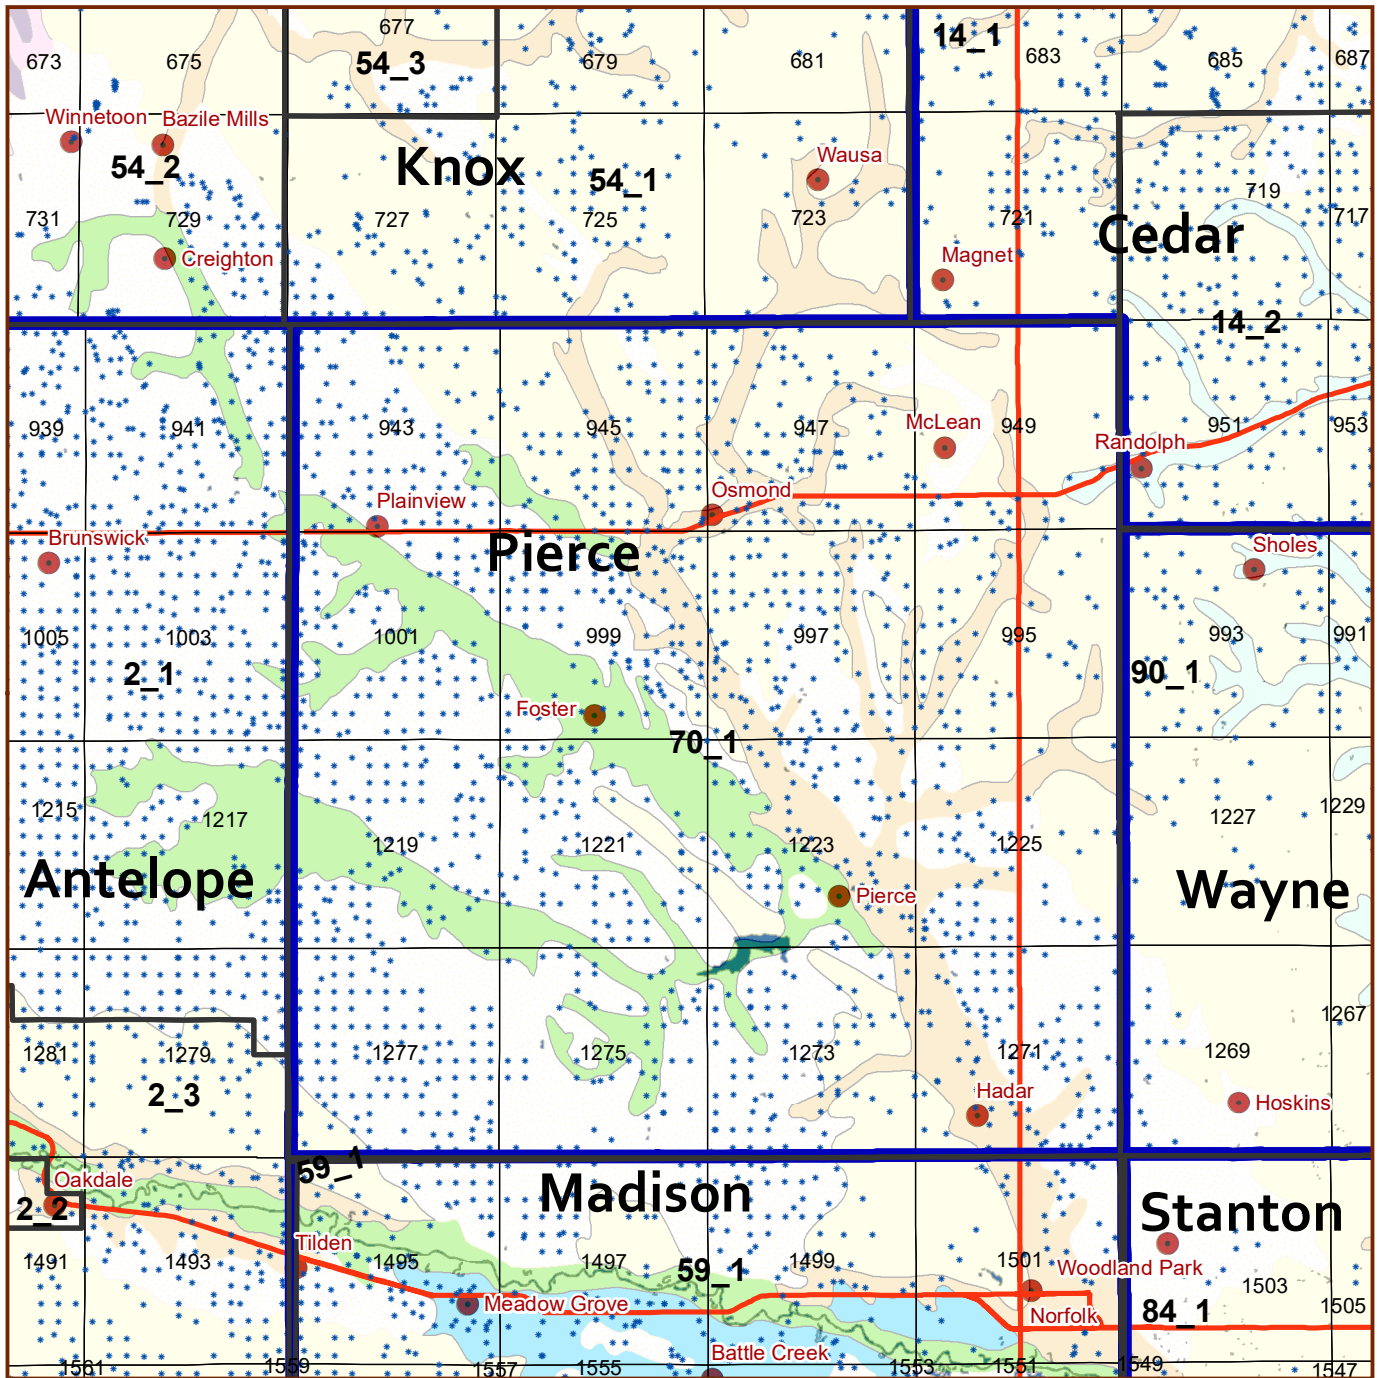 677
14_1
673 675 54_3 679 681 683 685 687
Winnetoon Bazile Mills
54_2 Knox 54_1 Wausa
719
731 729 727 725 723 721 717
Cedar
Creighton Magnet
14_2
939 941 943 945 947 McLean 949 951 953
Randolph
Plainview Osmond
Brunswick Pierce Sholes
1005 1003 1001 999 997 995 993 991
2_1 90_1
Foster
70_1
1215 1217 1229
1227
1219 1221 1223 1225
Antelope Pierce Wayne
1267
1281 1279 1277 1275 1273 1271 1269
2_3 Hadar Hoskins
59_1
Oakdale Madison
2_2 Stanton
Tilden
1491 1493 1495 1497 59_1 1499 1501 Woodland Park
1503
Meadow Grove Norfolk 84_1 1505
Battle Creek
1561 1559 1557 1555 1553 1551 1549 1547